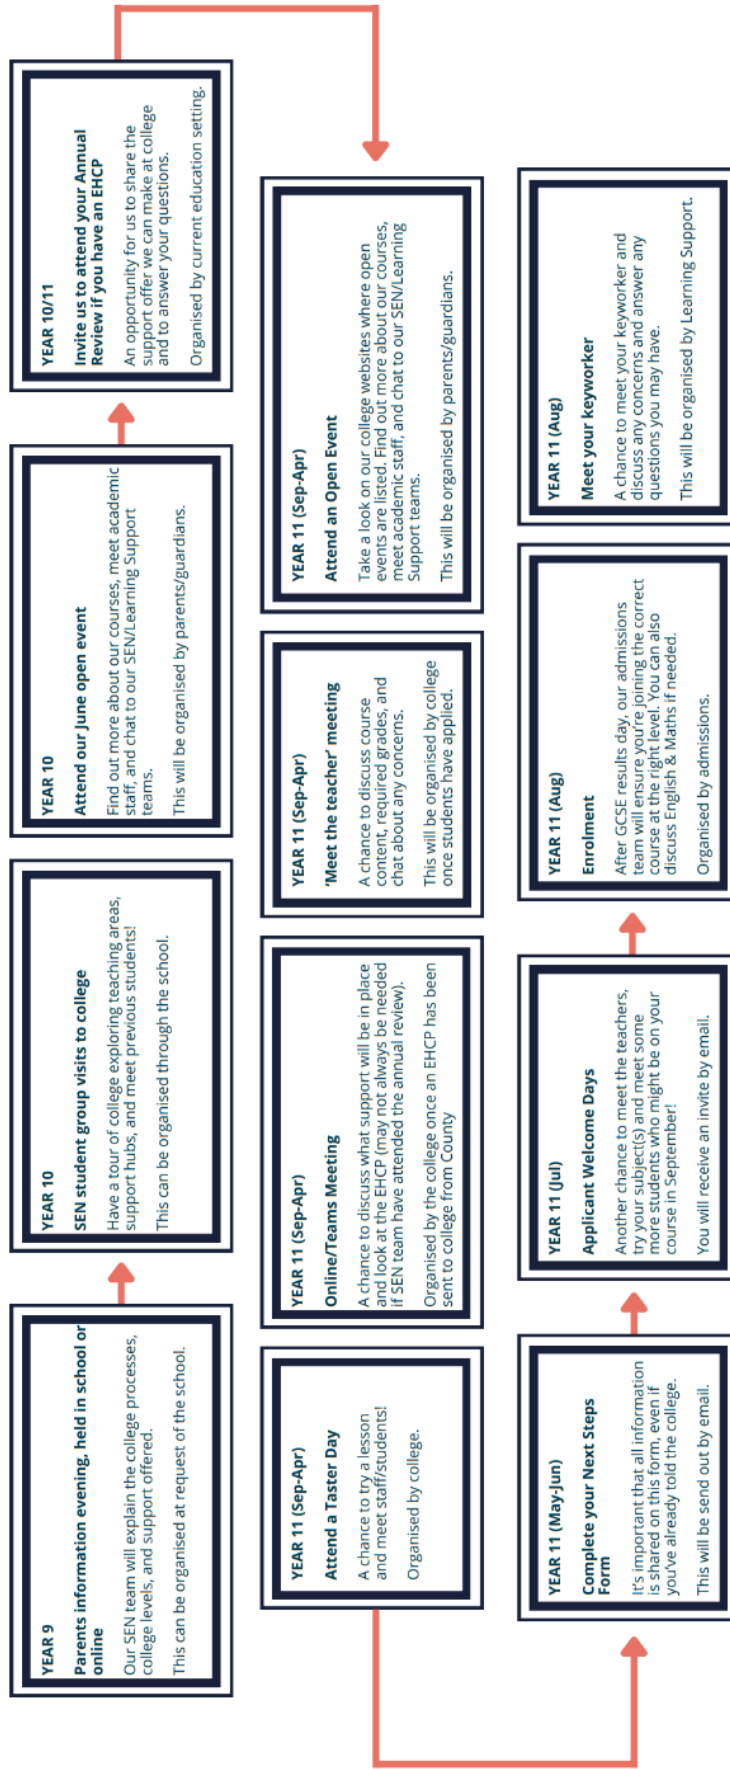 YEAR 9
Parents information evening, held in school or
online
Our SEN team will explain the college processes,
college levels, and support offered.
This can be organised at request of the school.
YEAR 10
SEN student group visits to college
Have a tour of college exploring teaching areas,
support hubs, and meet previous students!
This can be organised through the school.
YEAR 10
Attend our June open event
Find out more about our courses, meet academic
staff, and chat to our SEN/Learning Support
teams.
This will be organised by parents/guardians.
YEAR 10/11
Invite us to attend your Annual
Review if you have an EHCP
An opportunity for us to share the
support offer we can make at college
and to answer your questions.
Organised by current education setting.
YEAR 11 (Sep-Apr)
Attend an Open Event
Take a look on our college websites where open
events are listed. Find out more about our courses,
meet academic staff, and chat to our SEN/Learning
Support teams.
This will be organised by parents/guardians.
YEAR 11 (Sep-Apr)
'Meet the teacher' meeting
A chance to discuss course
content, required grades, and
chat about any concerns.
This will be organised by college
once students have applied.
YEAR 11 (Sep-Apr)
Online/Teams Meeting
A chance to discuss what support will be in place
and look at the EHCP (may not always be needed
if SEN team have attended the annual review).
Organised by the college once an EHCP has been
sent to college from County
YEAR 11 (Sep-Apr)
Attend a Taster Day
A chance to try a lesson
and meet staff/students!
Organised by college.
YEAR 11 (May-Jun)
Complete your Next Steps
Form
It's important that all information
is shared on this form, even if
you've already told the college.
This will be send out by email.
YEAR 11 (Jul)
Applicant Welcome Days
Another chance to meet the teachers,
try your subject(s) and meet some
more students who might be on your
course in September!
You will receive an invite by email.
YEAR 11 (Aug)
Enrolment
After GCSE results day, our admissions
team will ensure you're joining the correct
course at the right level. You can also
discuss English & Maths if needed.
Organised by admissions.
YEAR 11 (Aug)
Meet your keyworker
A chance to meet your keyworker and
discuss any concerns and answer any
questions you may have.
This will be organised by Learning Support.